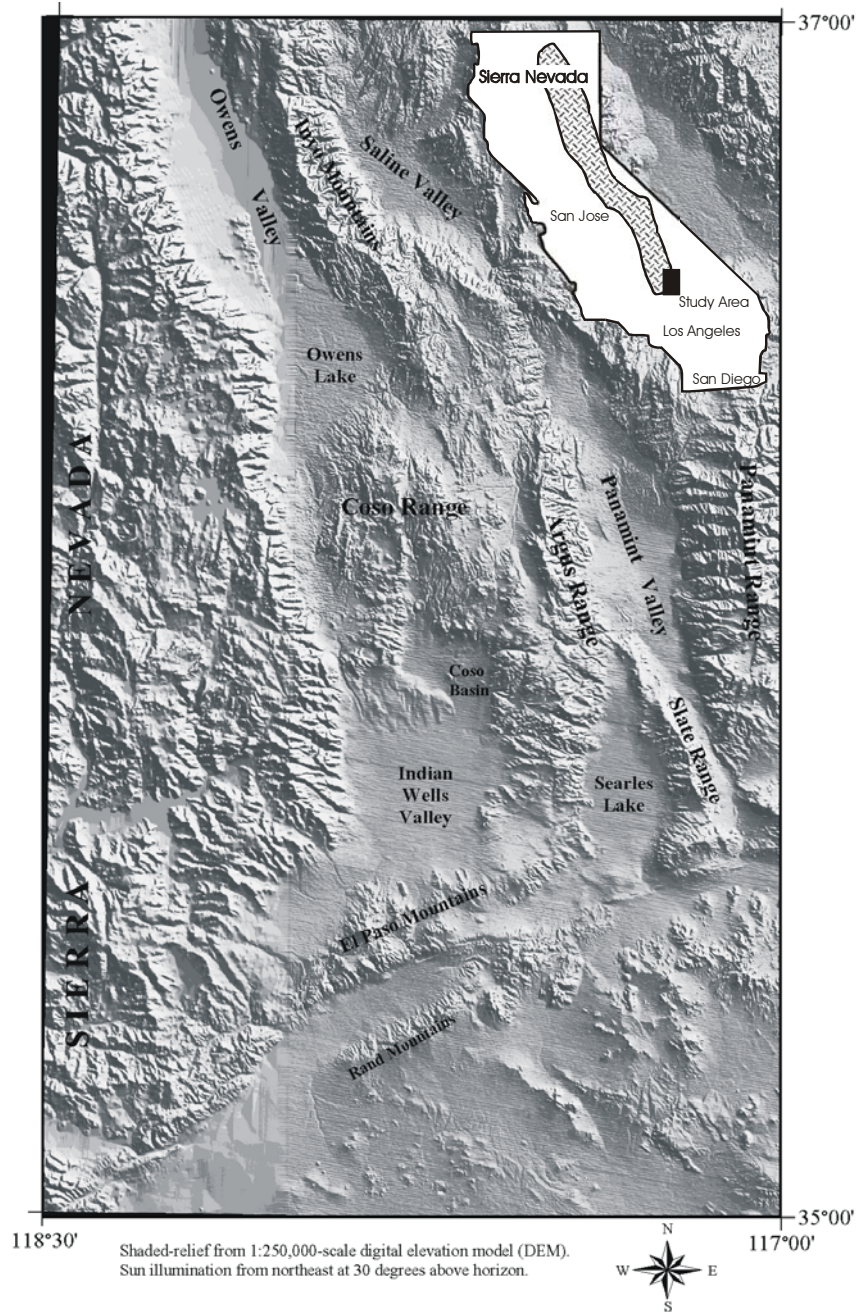 37°00'
Sierra Nevada
San Jose
Study Area
Los Angeles
San Diego
Owens
Valley
Inyo Mountains
Saline Valley
Owens
Lake
NEVADA
Coso Range
Argus Range
Panamint Valley
Panamint Range
Coso
Basin
Slate Range
Indian
Wells
Valley
Searles
Lake
SIERRA
El Paso Mountains
Rand Mountains
35°00'
118°30'
117°00'
Shaded-relief from 1:250,000-scale digital elevation model (DEM).
Sun illumination from northeast at 30 degrees above horizon.
N
W E
S